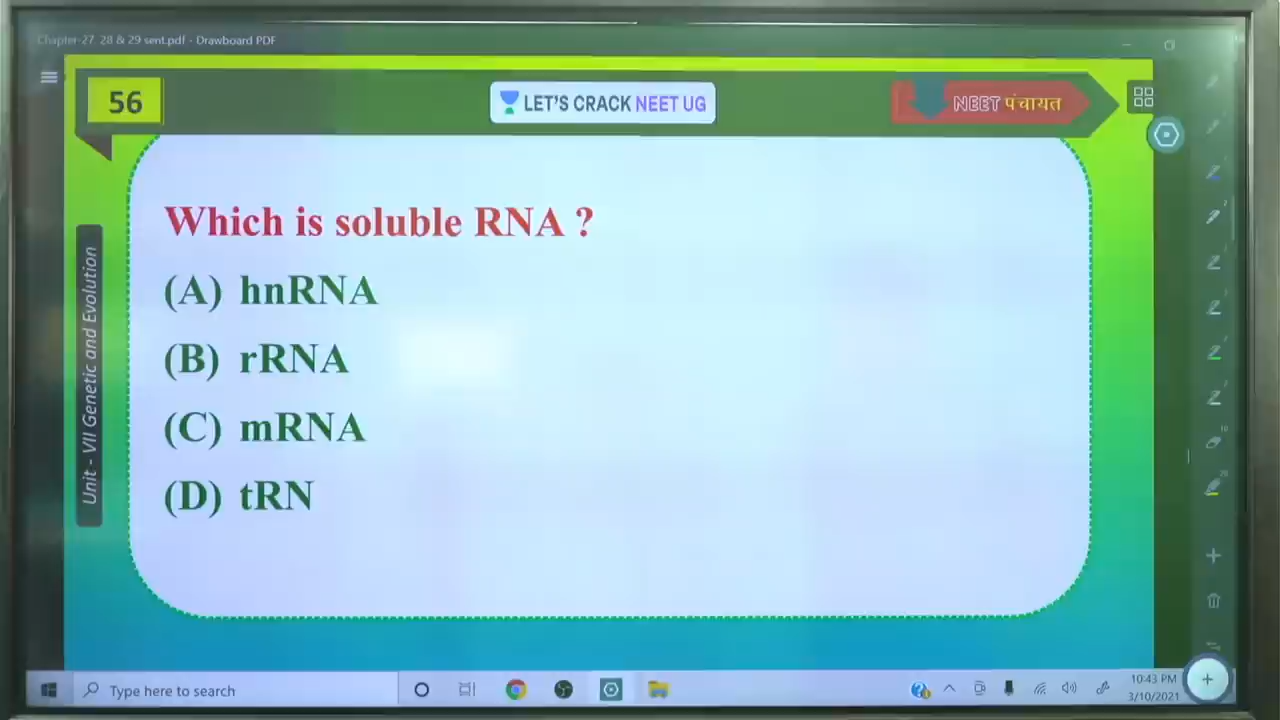 Chapter-27 28 & 29 sent.pdf - Drawboard PDF
56
LET'S CRACK NEET UG
NEET पंचायत
Unit - VII Genetic and Evolution
Which is soluble RNA ?
(A) hnRNA
(B) rRNA
(C) mRNA
(D) tRN
Type here to search
10:43 PM
3/10/2021